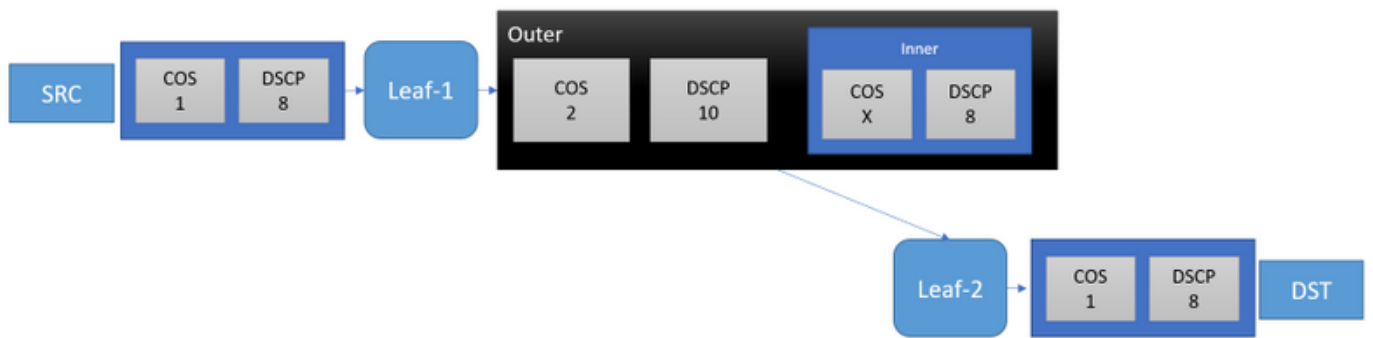 SRC
COS
1
DSCP
8
Leaf-1
Outer
COS
2
DSCP
10
Inner
COS
X
DSCP
8
Leaf-2
COS
1
DSCP
8
DST